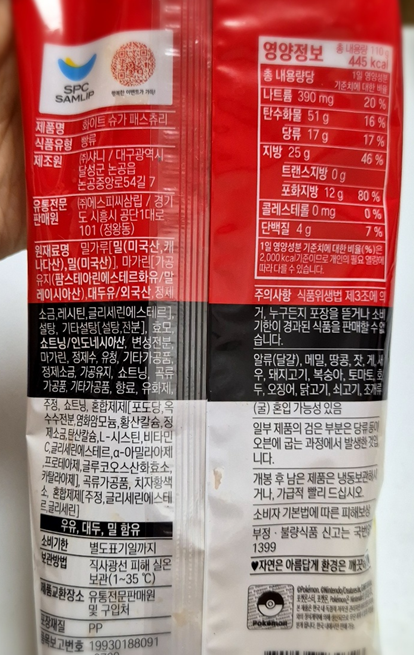 SPC
SAMLIP
제품명 화이트 슈가 패스츄리
식품유형 빵류
제조원 ㈜샤니 / 대구광역시
달성군 논공읍
논공중앙로54길 7
유통전문
판매원
㈜에스피씨삼립 / 경기
도 시흥시 공단1대로
101 (정왕동)
원재료명 밀가루[밀(미국산,캐
나다산),밀(미국산)], 마가린[가공
유지(팜스테아린에스테르화유/말
레이시아산), 대두유/외국산, 정제
소금, 레시틴, 글리세린에스테르],
설탕, 기타설탕[설탕,전분], 효모,
쇼트닝/인도네시아산, 변성전분,
마가린, 정제수, 유청, 기타가공품,
정제소금, 가공유지, 쇼트닝, 곡류
가공품, 기타가공품, 향료, 유화제,
주정, 쇼트닝, 혼합제제[포도당,옥
수수전분,염화암모늄,황산칼슘,정
제소금,탄산칼슘,L-시스틴,비타민
C,글리세린에스테르,α-아밀라아제
프로테아제,글루코오스산화효소,
카탈라아제], 곡류가공품, 치자황색
소, 혼합제제[주정,글리세린에스테
르,글리세린]
우유, 대두, 밀 함유
소비기한 별도표기일까지
보관방법 직사광선 피해 실온
보관(1~35 ℃)
제품교환장소 유통전문판매원
및 구입처
포장재질 PP
품목보고번호 19930188091
영양정보 총 내용량 110 g
445 kcal
총 내용량당 1일 영양성분
기준치에 대한 비율
나트륨 390 mg 20 %
탄수화물 51 g 16 %
당류 17 g 17 %
지방 25 g 46 %
트랜스지방 0 g
포화지방 12 g 80 %
콜레스테롤 0 mg 0 %
단백질 4 g 7 %
1일 영양성분 기준치에 대한 비율(%)은
2,000 kcal 기준이므로 개인의 필요 열량에
따라 다를 수 있습니다.
주의사항 식품위생법 제3조에 의
거, 누구든지 포장을 뜯거나 소비
기한이 경과된 식품을 판매할 수 없
습니다.
알류(달걀), 메밀, 땅콩, 잣, 게, 새
우, 돼지고기, 복숭아, 토마토, 호
두, 오징어, 닭고기, 쇠고기, 조개류
(굴) 혼입 가능성 있음
일부 제품의 검은 부분은 당류 등이
오븐에 굽는 과정에서 발생한 것입
니다.
개봉 후 남은 제품은 냉동보관하시
거나, 가급적 빨리 드십시오.
소비자 기본법에 따른 피해보상
부정 · 불량식품 신고는 국번없이
1399
♥자연은 아름답게 환경은 깨끗이
©Pokémon.
Pokémon